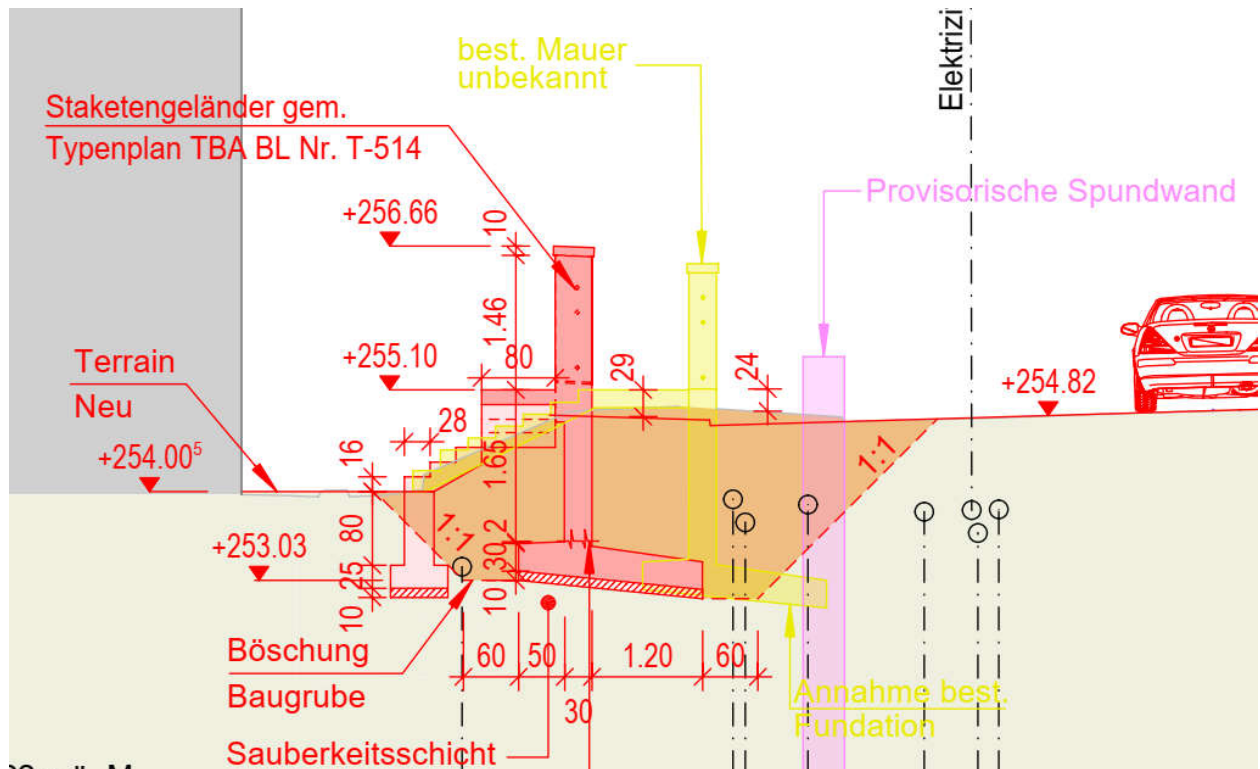 best. Mauer
unbekannt
Elektrizi
Staketengeländer gem.
Typenplan TBA BL Nr. T-514
Provisorische Spundwand
+256.66
10
1.46
+255.10
80
29
24
+254.82
Terrain
Neu
28
+254.00⁵
16
1.65
1:1
80
1:1
2
+253.03
30
25
10
10
Böschung
Baugrube
60
50
1.20
60
30
Annahme best.
Fundation
Sauberkeitsschicht